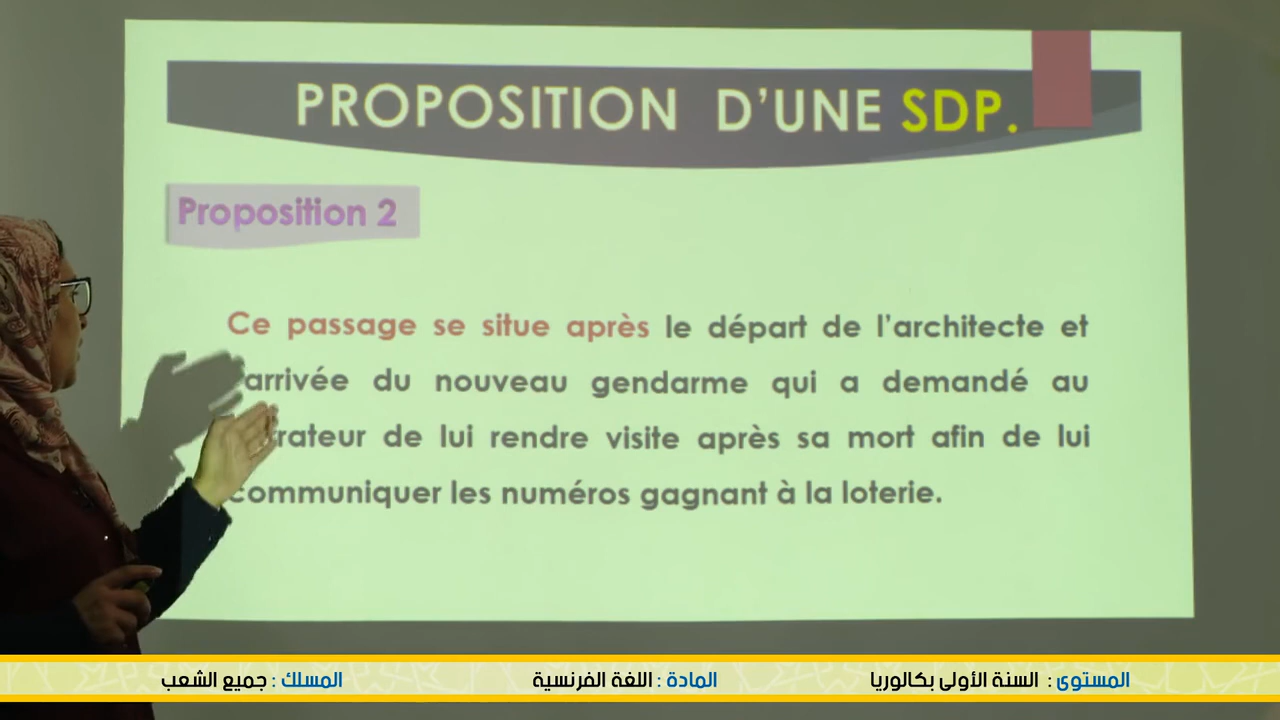 PROPOSITION D'UNE SDP.
Proposition 2
Ce passage se situe après le départ de l'architecte et
arrivée du nouveau gendarme qui a demandé au
rateur de lui rendre visite après sa mort afin de lui
communiquer les numéros gagnant à la loterie.
المستوى : السنة الأولى بكالوريا
المادة : اللغة الفرنسية
المسلك : جميع الشعب